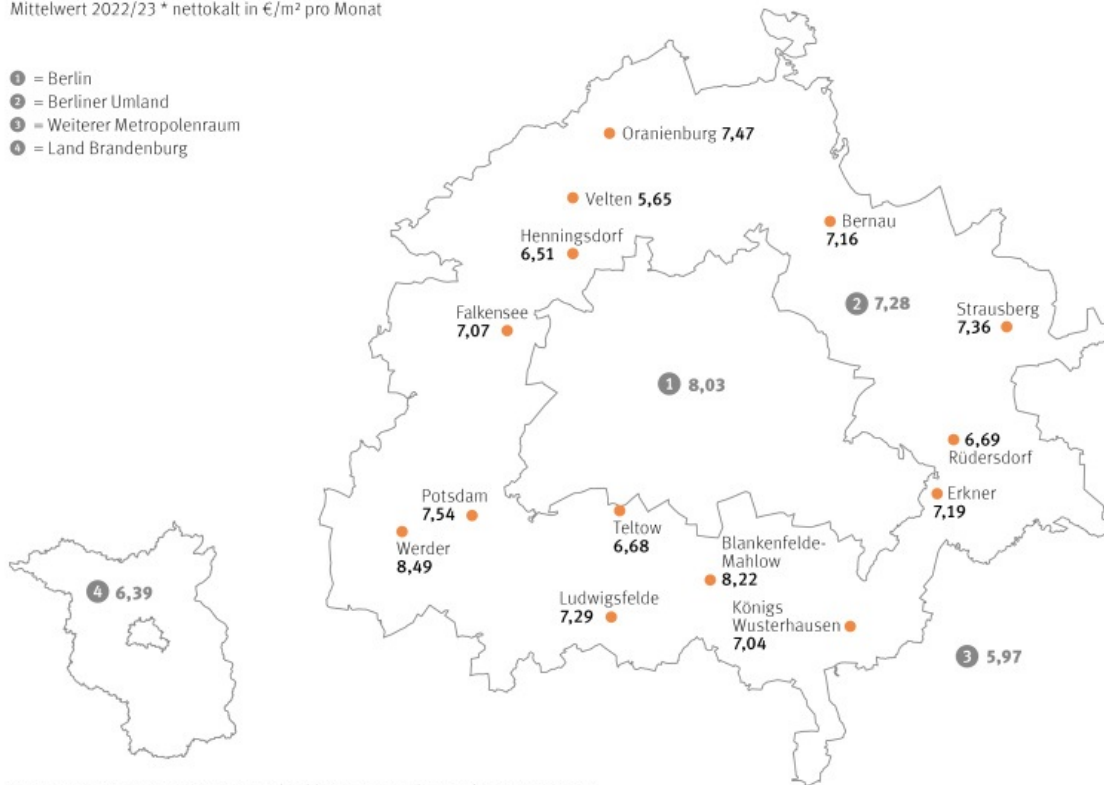 Mittelwert 2022/23 * nettokalt in €/m² pro Monat
1 = Berlin
2 = Berliner Umland
3 = Weiterer Metropolenraum
4 = Land Brandenburg
Oranienburg 7,47
Velten 5,65
Bernau
7,16
Henningsdorf
6,51
2 7,28
Strausberg
7,36
Falkensee
7,07
1 8,03
6,69
Rüdersdorf
Erkner
7,19
Potsdam
7,54
Werder
8,49
Teltow
6,68
Blankenfelde-
Mahlow
8,22
4 6,39
Ludwigsfelde
7,29
Königs
Wusterhausen
7,04
3 5,97